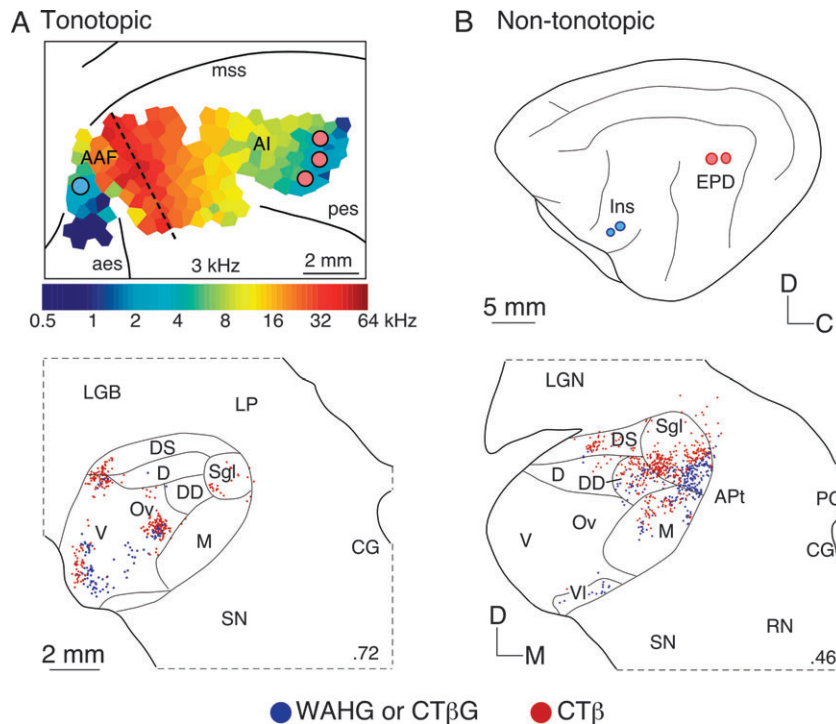 A Tonotopic
mss
AAF
AI
pes
aes
3 kHz
2 mm
0.5 1 2 4 8 16 32 64 kHz
LGB
LP
DS
D
Sgl
DD
Ov
V
M
CG
SN
2 mm
.72
B Non-tonotopic
EPD
Ins
D
C
5 mm
LGN
Sgl
DS
D
DD
APt
Ov
V
M
CG
Vl
D
M
SN
RN
.46
WAHG or CTβG CTβ